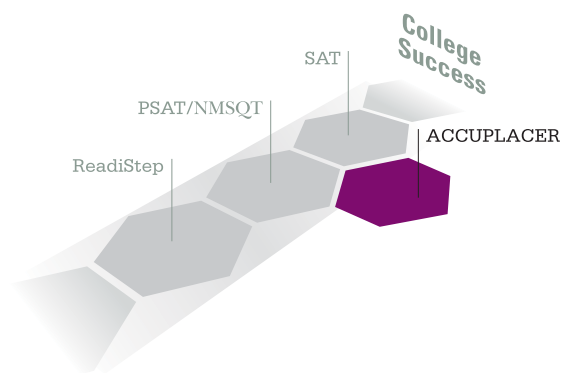 College
Success
SAT
PSAT/NMSQT
ACCUPLACER
ReadiStep